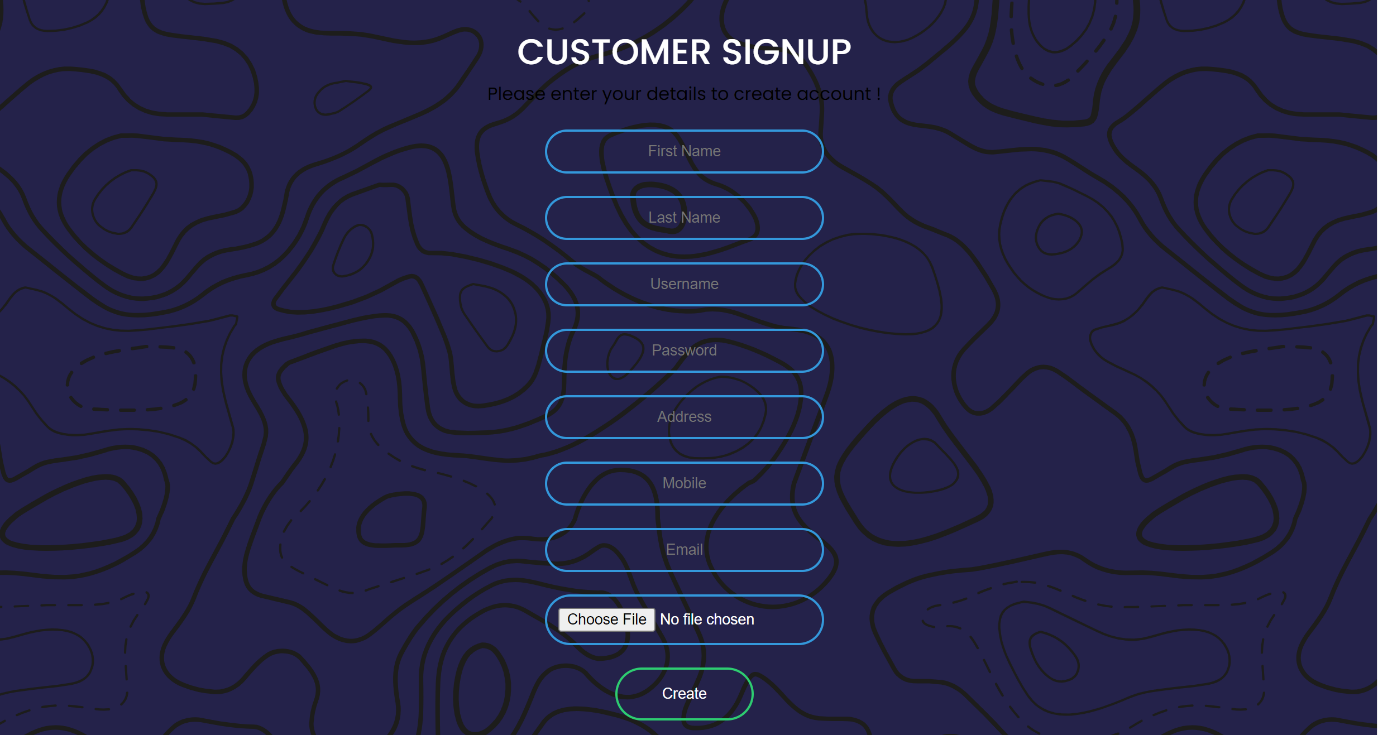 CUSTOMER SIGNUP
Please enter your details to create account !
First Name
Last Name
Username
Password
Address
Mobile
Email
Choose File No file chosen
Create